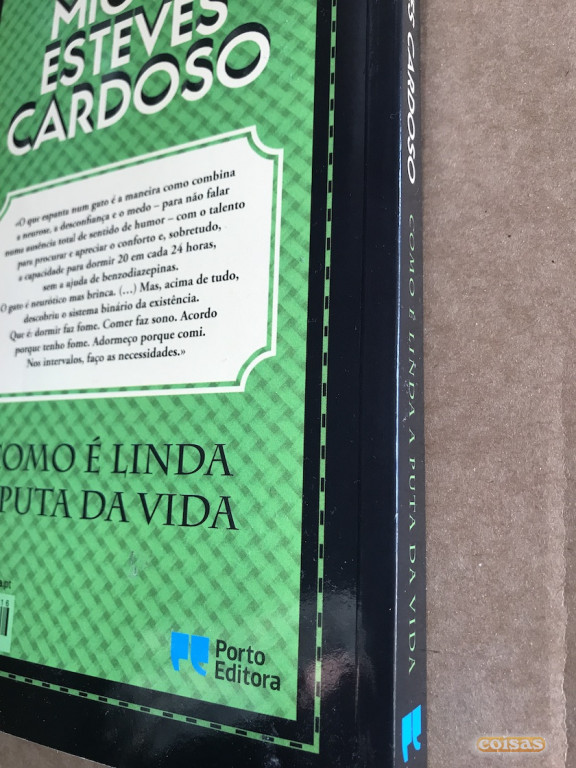 MIG
ESTEVES
CARDOSO
«O que espanta num gato é a maneira como combina
a neurose, a desconfiança e o medo – para não falar
numa ausência total de sentido de humor – com o talento
para procurar e apreciar o conforto e, sobretudo,
a capacidade para dormir 20 em cada 24 horas,
sem a ajuda de benzodiazepinas.
O gato é neurótico mas brinca. (…) Mas, acima de tudo,
descobriu o sistema binário da existência.
Que é: dormir faz fome. Comer faz sono. Acordo
porque tenho fome. Adormeço porque comi.
Nos intervalos, faço as necessidades.»
COMO É LINDA
PUTA DA VIDA
.pt
Porto
Editora
ES CARDOSO COMO É LINDA A PUTA DA VIDA
coisas